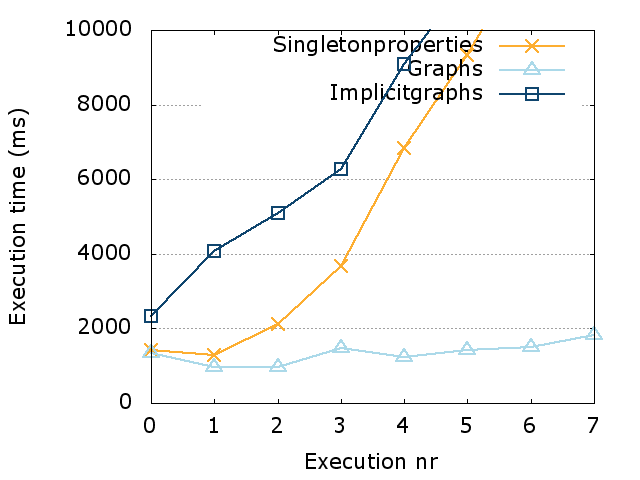 10000
8000
6000
4000
2000
0
Execution time (ms)
Singletonproperties
Graphs
Implicitgraphs
0 1 2 3 4 5 6 7
Execution nr